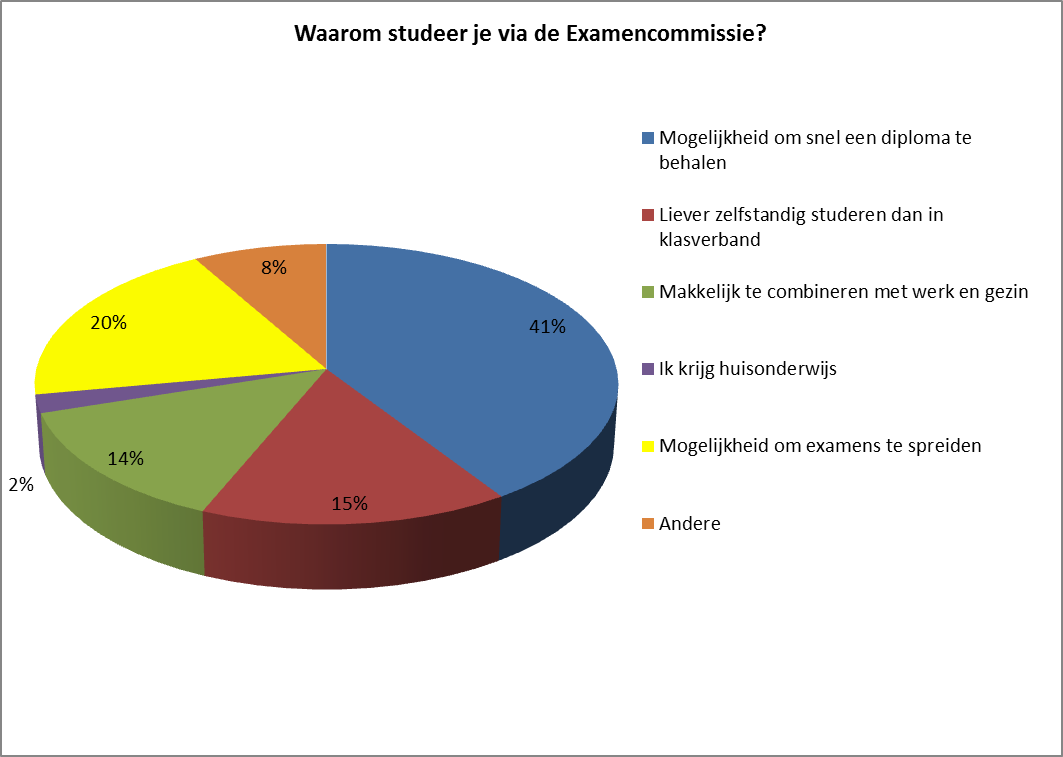 Waarom studeer je via de Examencommissie?
Mogelijkheid om snel een diploma te
behalen
Liever zelfstandig studeren dan in
klasverband
Makkelijk te combineren met werk en gezin
Ik krijg huisonderwijs
Mogelijkheid om examens te spreiden
Andere
8%
20%
41%
14%
2%
15%